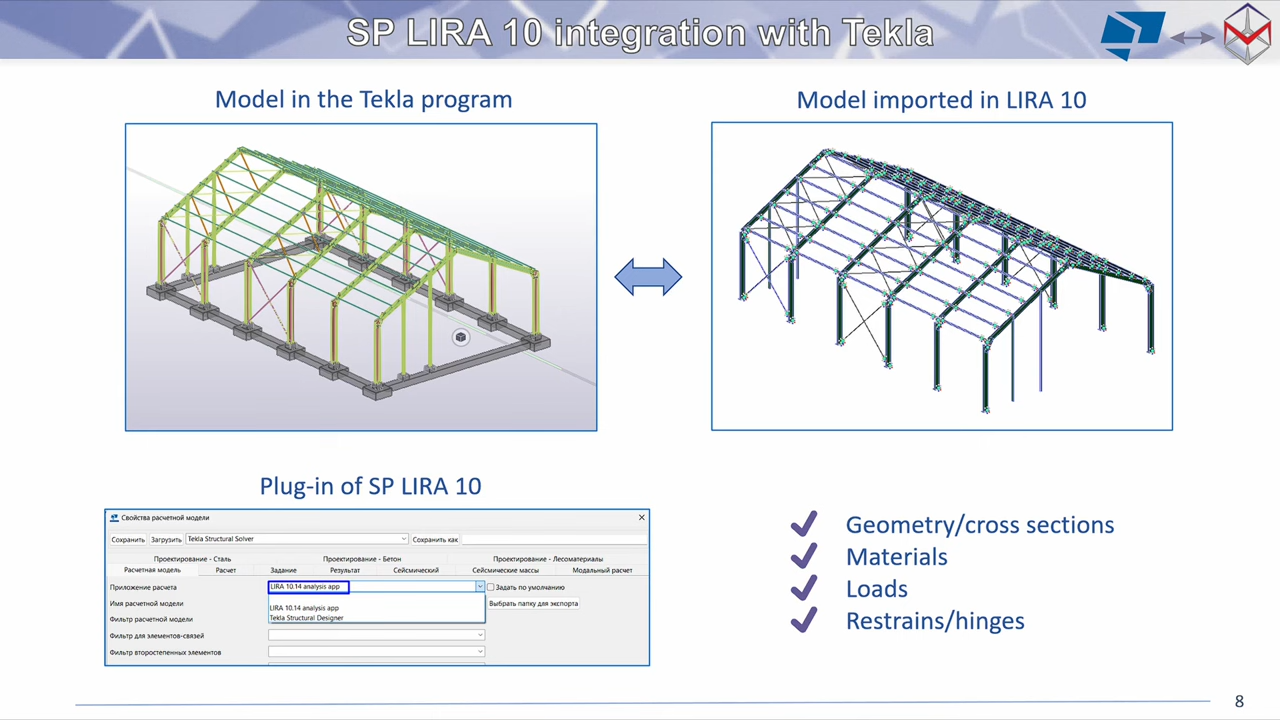 SP LIRA 10 integration with Tekla
Model in the Tekla program
Model imported in LIRA 10
Plug-in of SP LIRA 10
Свойства расчетной модели
Сохранить Загрузить Tekla Structural Solver Сохранить как
Проектирование - Сталь Проектирование - Бетон Проектирование - Лесоматериалы
Расчетная модель Расчет Задание Результат Сейсмический Сейсмические массы Модальный расчет
Приложение расчета LIRA 10.14 analysis app Задать по умолчанию
Имя расчетной модели LIRA 10.14 analysis app Выбрать папку для экспорта
Фильтр расчетной модели Tekla Structural Designer
Фильтр для элементов-связей
Фильтр второстепенных элементов
Geometry/cross sections
Materials
Loads
Restrains/hinges
8